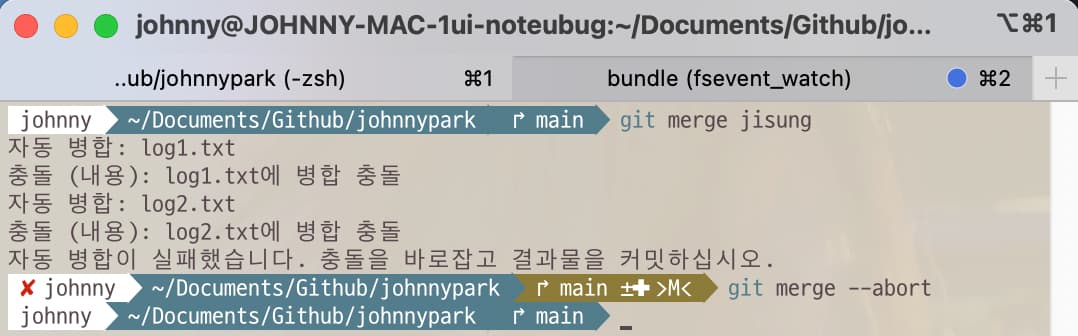 johnny@JOHNNY-MAC-1ui-noteubug:~/Documents/Github/jo... ⌥⌘1
..ub/johnnypark (-zsh) ⌘1 bundle (fsevent_watch) ⌘2 +
johnny ~/Documents/Github/johnnypark ↱ main git merge jisung
자동 병합: log1.txt
충돌 (내용): log1.txt에 병합 충돌
자동 병합: log2.txt
충돌 (내용): log2.txt에 병합 충돌
자동 병합이 실패했습니다. 충돌을 바로잡고 결과물을 커밋하십시오.
✘ johnny ~/Documents/Github/johnnypark ↱ main ±✚ >M< git merge --abort
johnny ~/Documents/Github/johnnypark ↱ main